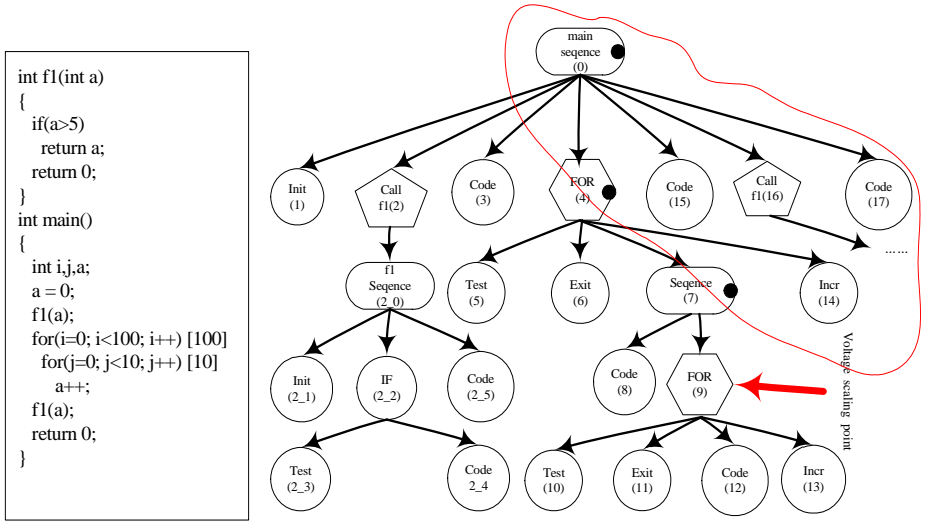 int f1(int a)
{
if(a>5)
return a;
return 0;
}
int main()
{
int i,j,a;
a = 0;
f1(a);
for(i=0; i<100; i++) [100]
for(j=0; j<10; j++) [10]
a++;
f1(a);
return 0;
}
main
seqence
(0)
Init
(1)
Call
f1(2)
Code
(3)
FOR
(4)
Code
(15)
Call
f1(16)
Code
(17)
......
f1
Seqence
(2_0)
Test
(5)
Exit
(6)
Seqence
(7)
Incr
(14)
Init
(2_1)
IF
(2_2)
Code
(2_5)
Code
(8)
FOR
(9)
Voltage scaling point
Test
(2_3)
Code
2_4
Test
(10)
Exit
(11)
Code
(12)
Incr
(13)